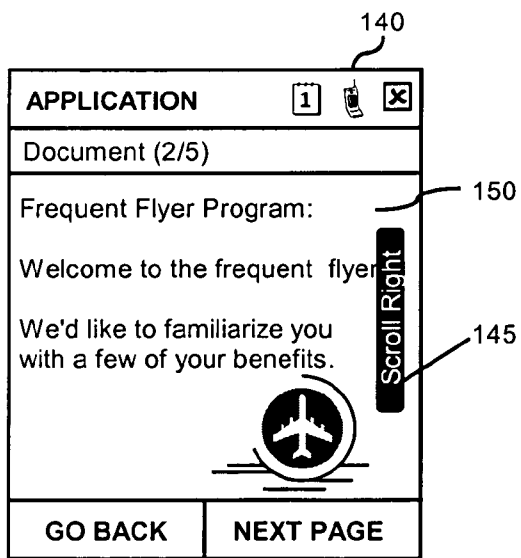 140
APPLICATION 1 X
Document (2/5)
150
Frequent Flyer Program:
Welcome to the frequent flyer
Scroll Right
145
We'd like to familiarize you
with a few of your benefits.
GO BACK NEXT PAGE